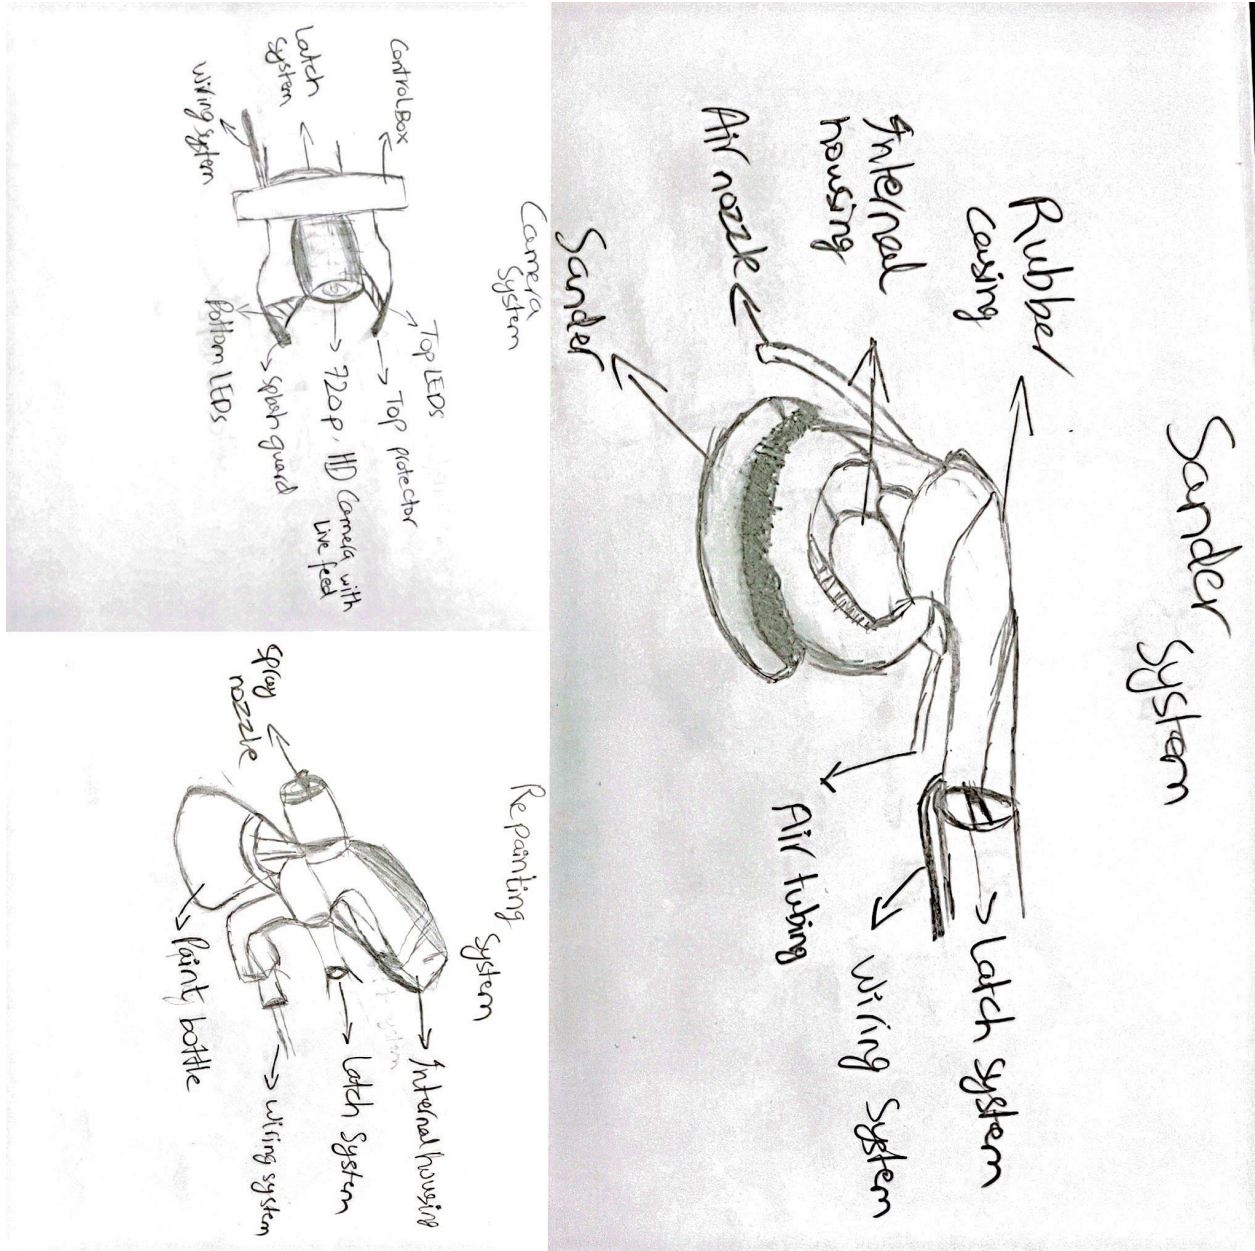 Camera
System
Control Box
Latch
system
Wiring system
Top LEDs
Top protector
720p, HD Camera with
Live feed
Splash guard
Bottom LEDs
Repainting
System
Spray
nozzle
Internal housing
Latch System
Wiring system
Paint bottle
Sander System
Rubber
casing
Internal
housing
Air nozzle
Sander
Latch system
Wiring System
Air tubing